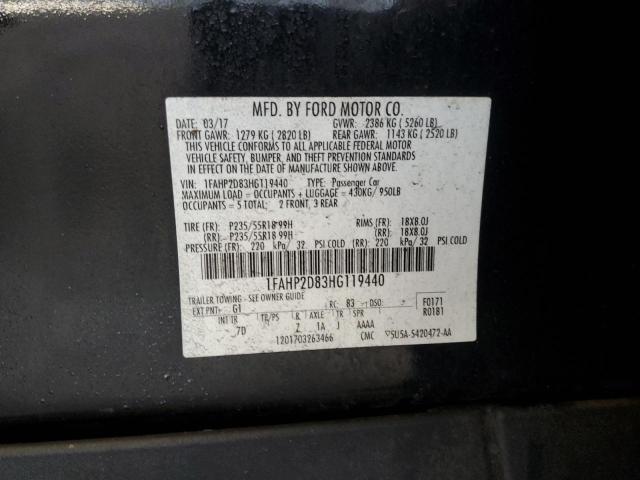 MFD. BY FORD MOTOR CO.
DATE: 03/17 GVWR: 2386 KG ( 5260 LB)
FRONT GAWR: 1279 KG ( 2820 LB) REAR GAWR: 1143 KG ( 2520 LB)
THIS VEHICLE CONFORMS TO ALL APPLICABLE FEDERAL MOTOR
VEHICLE SAFETY, BUMPER, AND THEFT PREVENTION STANDARDS
IN EFFECT ON THE DATE OF MANUFACTURE SHOWN ABOVE.
VIN: 1FAHP2D83HG119440 TYPE: Passenger Car
MAXIMUM LOAD = OCCUPANTS + LUGGAGE = 430KG/ 950LB
OCCUPANTS = 5 TOTAL: 2 FRONT, 3 REAR
TIRE (FR): P235/55R18 99H RIMS (FR): 18X8.0J
(RR): P235/55R18 99H (RR): 18X8.0J
PRESSURE (FR): 220 kPa/ 32 PSI COLD (RR): 220 kPa/ 32 PSI COLD
1FAHP2D83HG119440
TRAILER TOWING - SEE OWNER GUIDE
EXT PNT: G1 RC: 83 DSO: F0171
INT TR TP/PS R AXLE TR SPR R0181
7D Z 1A J AAAA
1201703263466 CMC 5U5A-5420472-AA